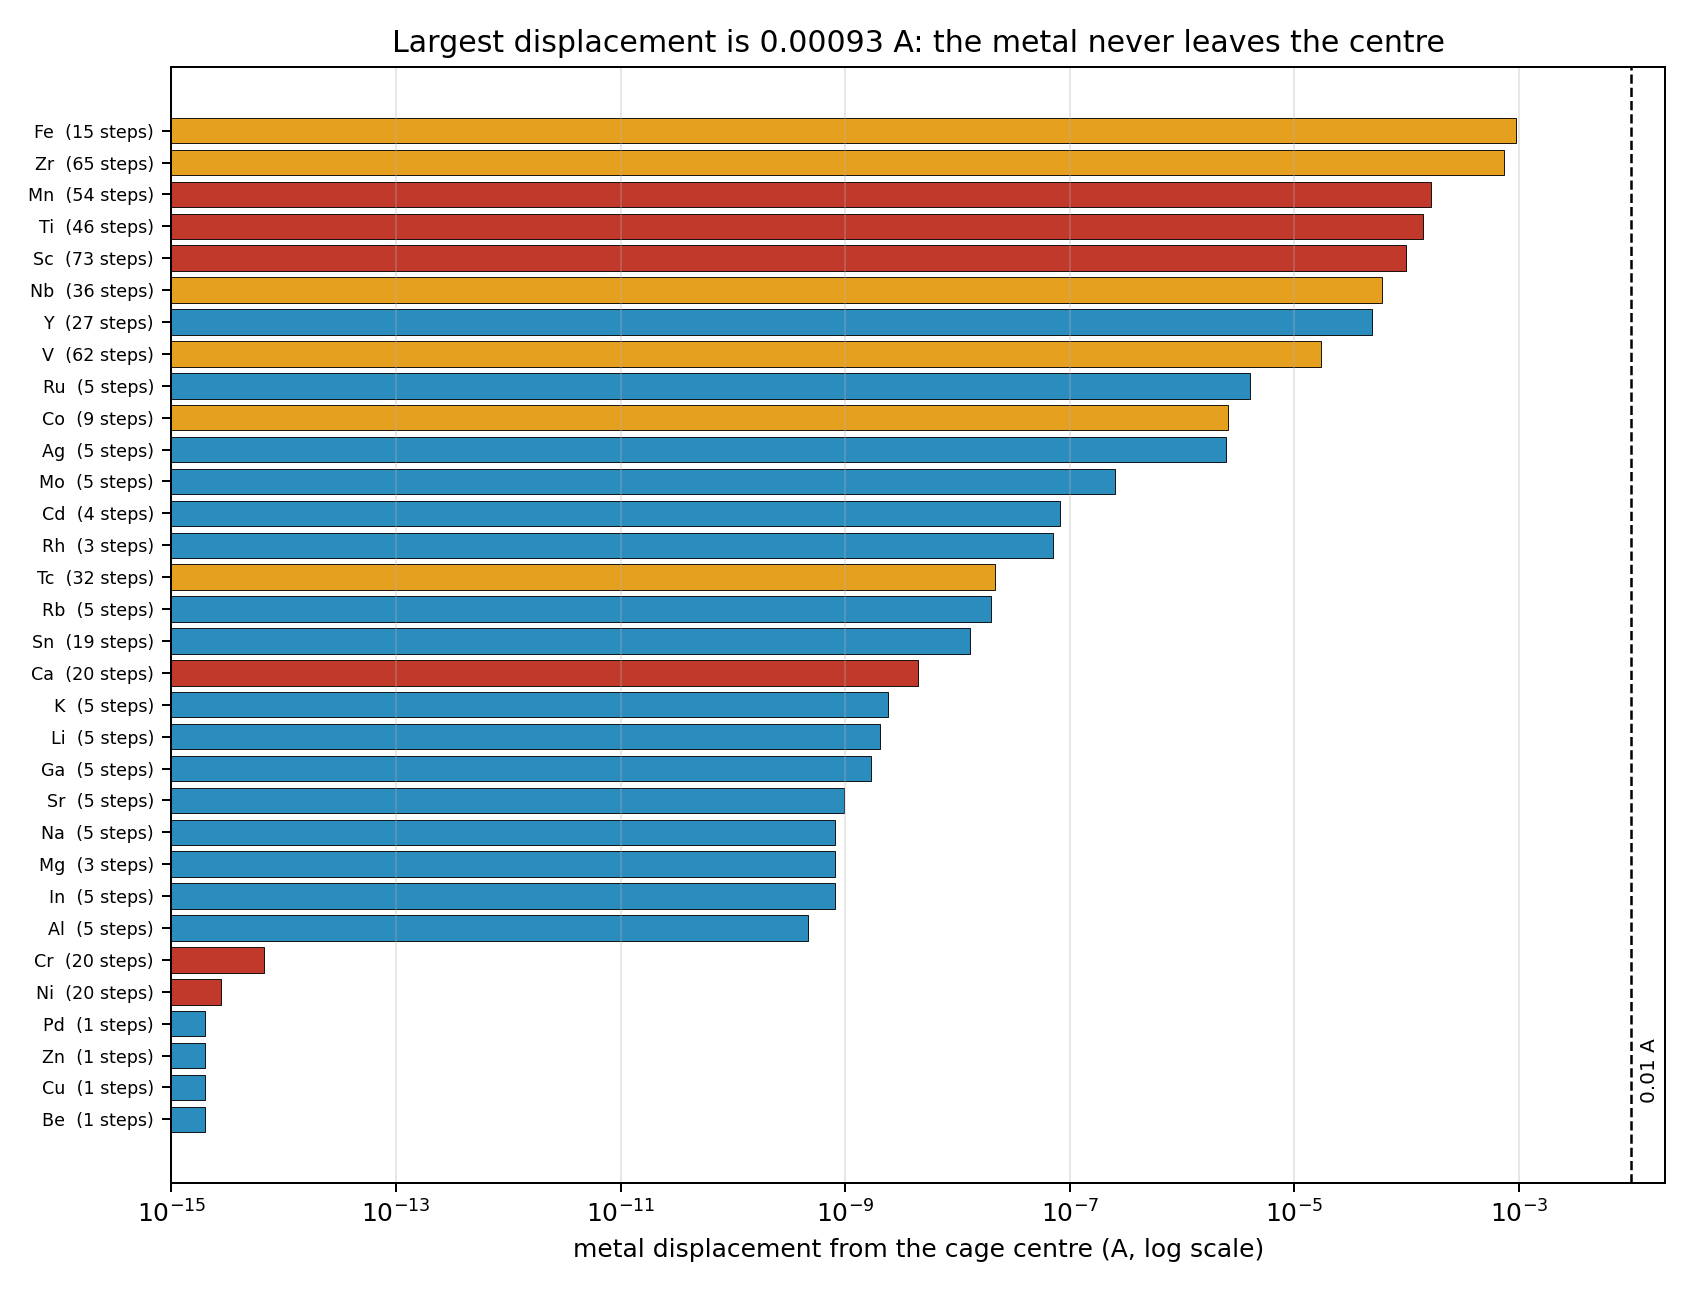 Largest displacement is 0.00093 A: the metal never leaves the centre
Fe (15 steps)
Zr (65 steps)
Mn (54 steps)
Ti (46 steps)
Sc (73 steps)
Nb (36 steps)
Y (27 steps)
V (62 steps)
Ru (5 steps)
Co (9 steps)
Ag (5 steps)
Mo (5 steps)
Cd (4 steps)
Rh (3 steps)
Tc (32 steps)
Rb (5 steps)
Sn (19 steps)
Ca (20 steps)
K (5 steps)
Li (5 steps)
Ga (5 steps)
Sr (5 steps)
Na (5 steps)
Mg (3 steps)
In (5 steps)
Al (5 steps)
Cr (20 steps)
Ni (20 steps)
Pd (1 steps)
Zn (1 steps)
Cu (1 steps)
Be (1 steps)
0.01 A
10⁻¹⁵ 10⁻¹³ 10⁻¹¹ 10⁻⁹ 10⁻⁷ 10⁻⁵ 10⁻³
metal displacement from the cage centre (A, log scale)